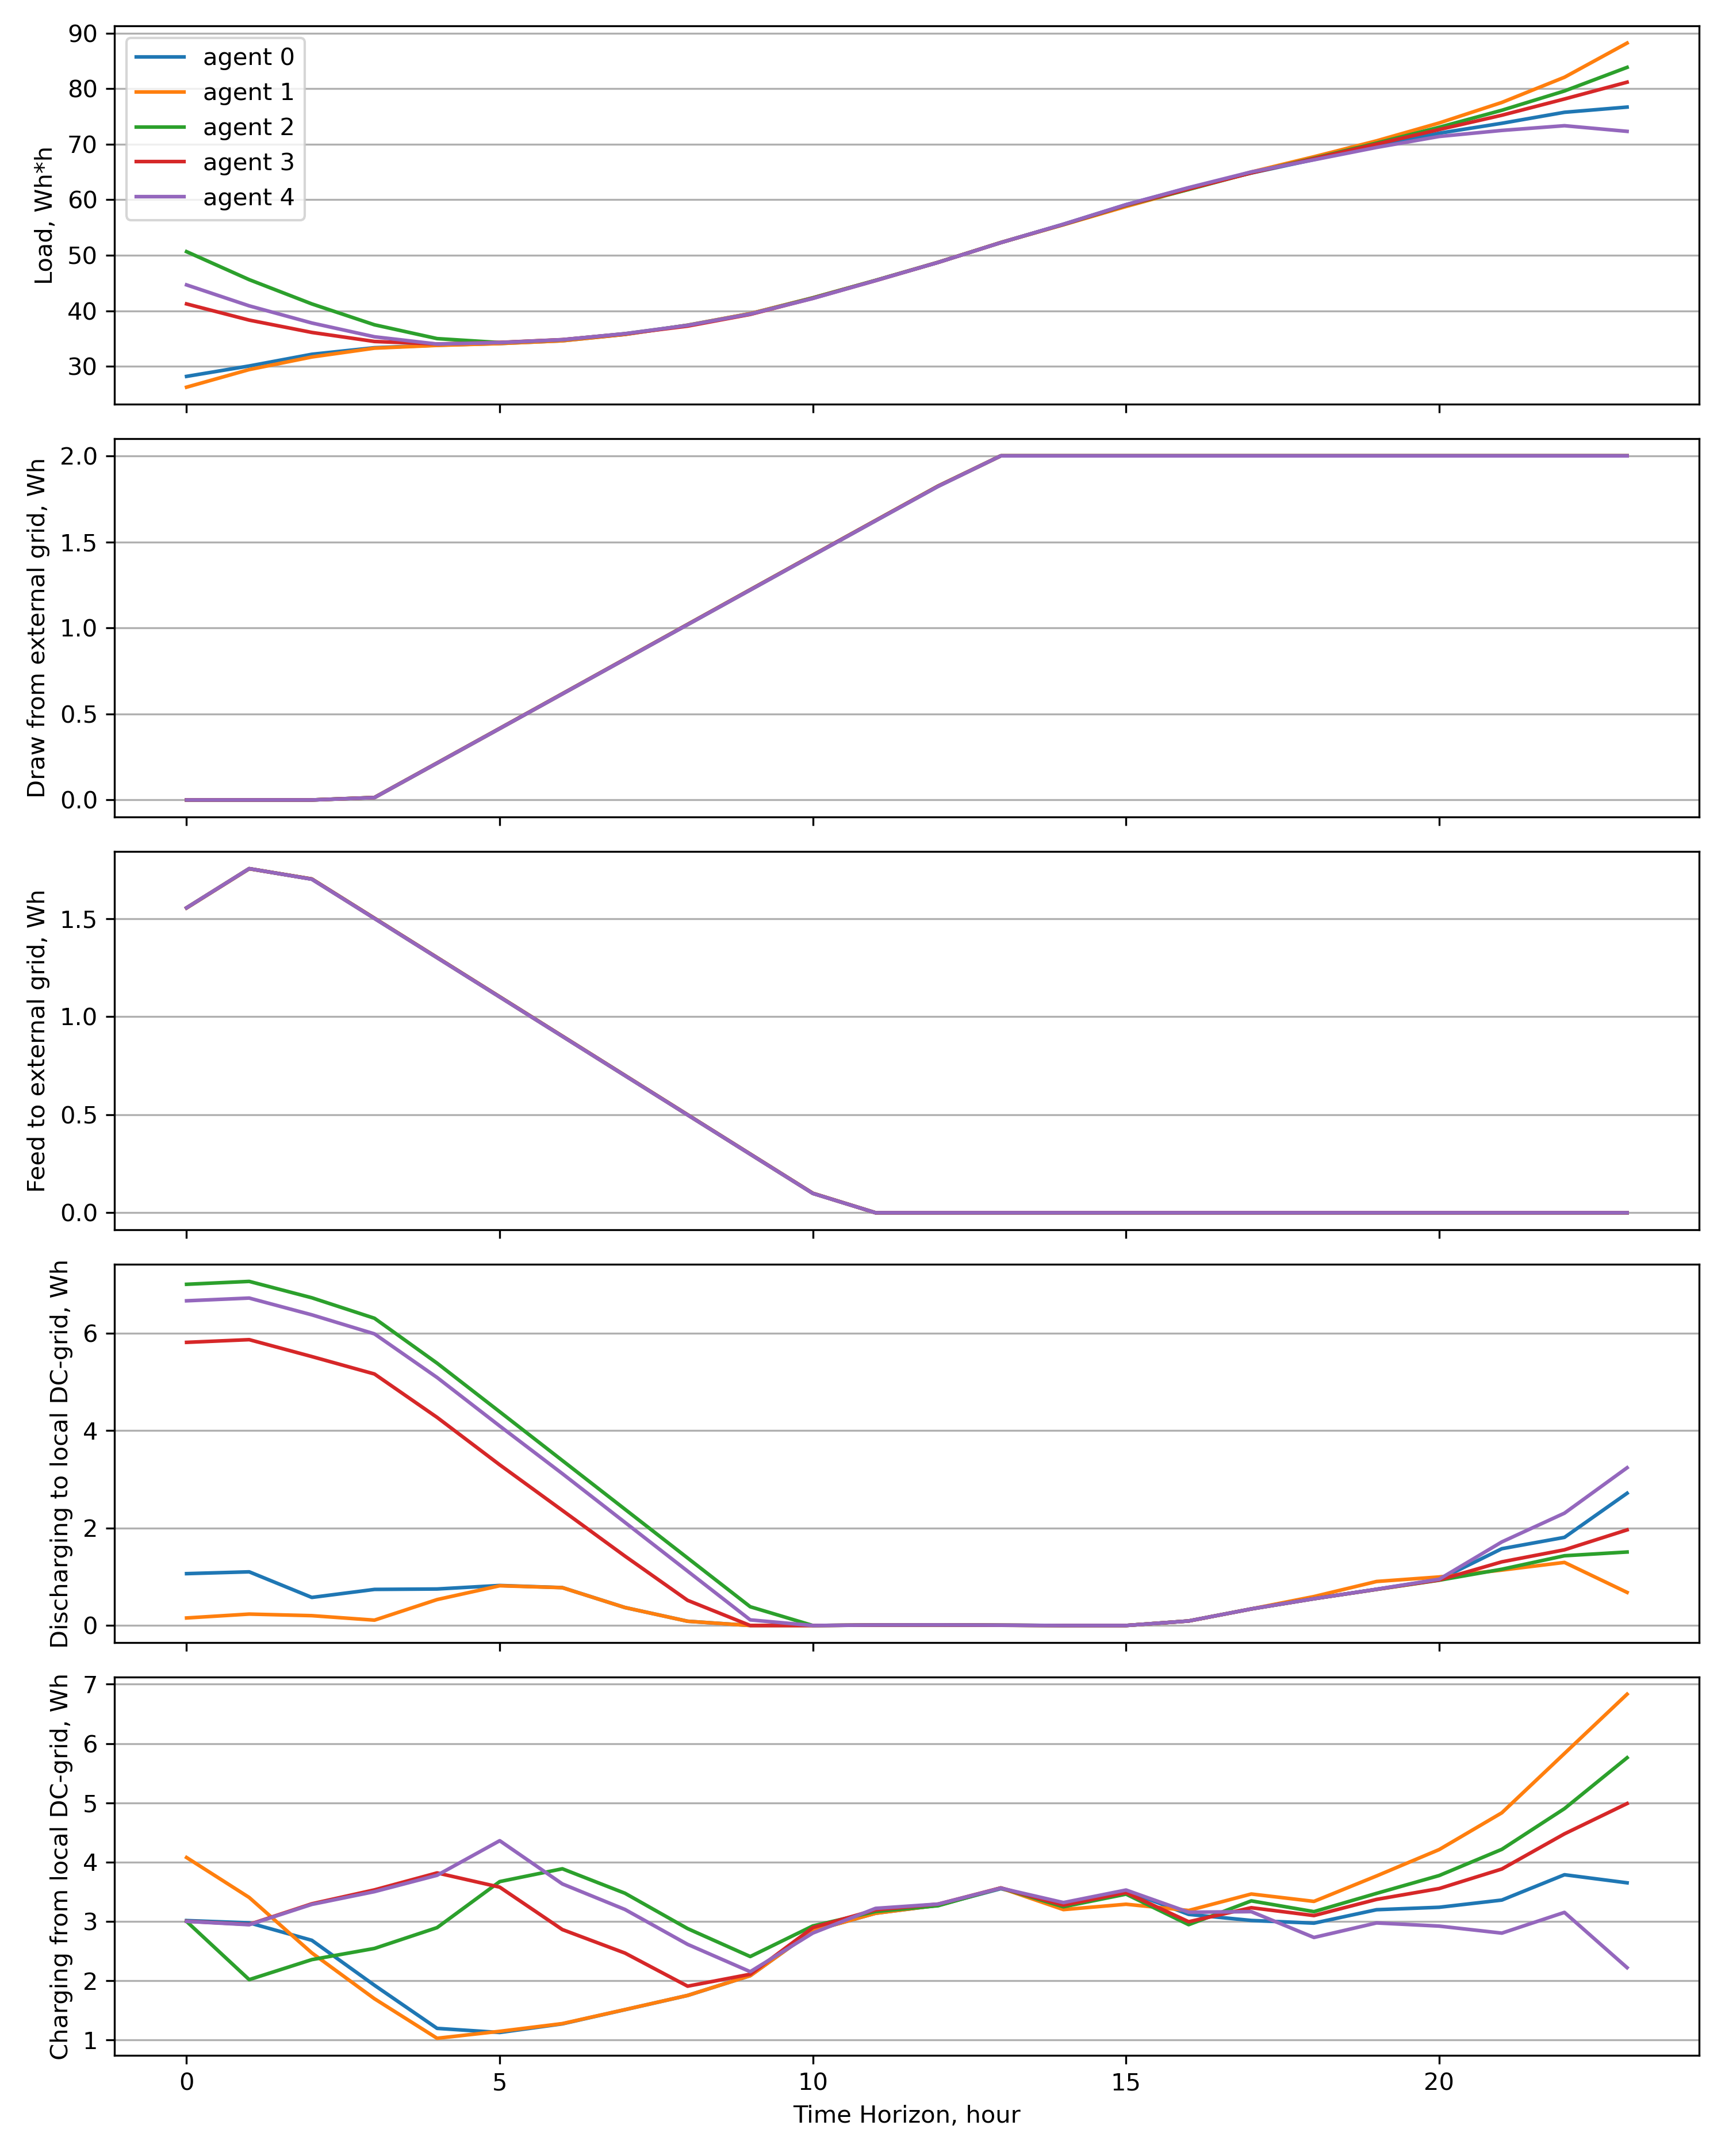 90
80
70
60
50
40
30
Load, Wh*h
agent 0
agent 1
agent 2
agent 3
agent 4
2.0
1.5
1.0
0.5
0.0
Draw from external grid, Wh
1.5
1.0
0.5
0.0
Feed to external grid, Wh
6
4
2
0
Discharging to local DC-grid, Wh
7
6
5
4
3
2
1
Charging from local DC-grid, Wh
0 5 10 15 20
Time Horizon, hour